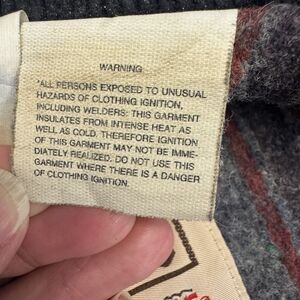 WARNING
"ALL PERSONS EXPOSED TO UNUSUAL
HAZARDS OF CLOTHING IGNITION,
INCLUDING WELDERS: THIS GARMENT
INSULATES FROM INTENSE HEAT AS
WELL AS COLD. THEREFORE IGNITION
OF THIS GARMENT MAY NOT BE IMME-
DIATELY REALIZED. DO NOT USE THIS
GARMENT WHERE THERE IS A DANGER
OF CLOTHING IGNITION.